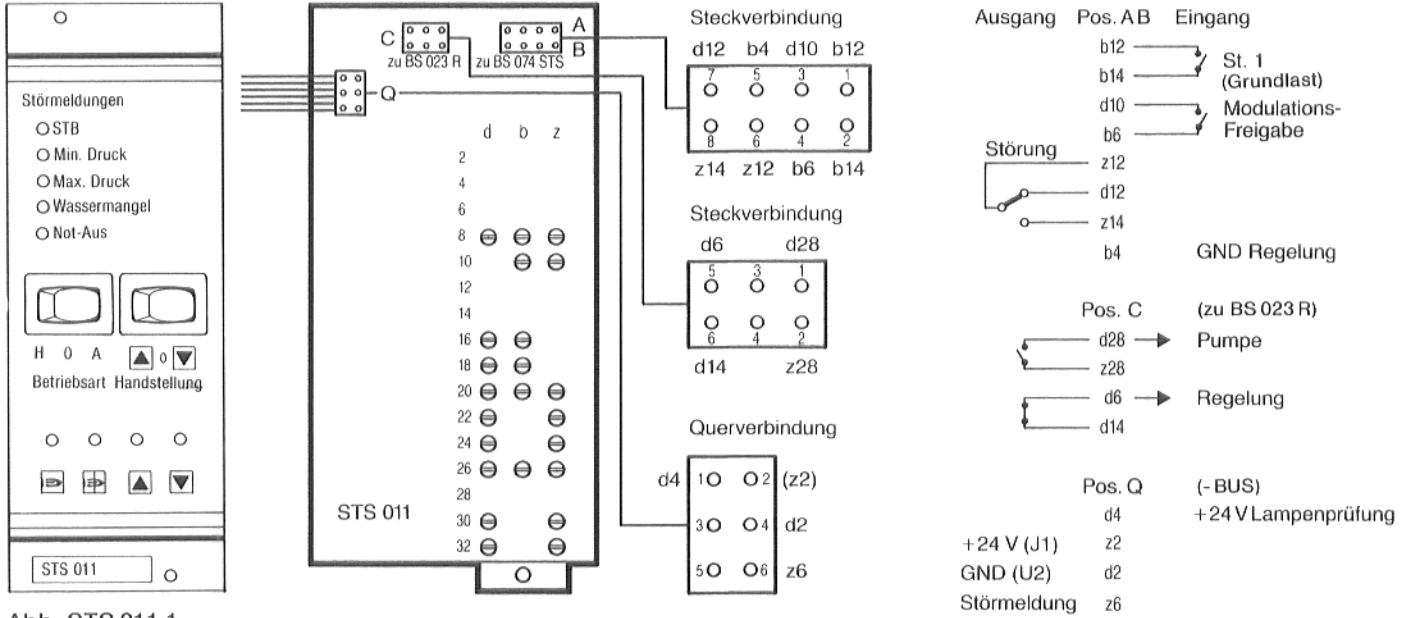 Störmeldungen
STB
Min. Druck
Max. Druck
Wassermangel
Not-Aus
H O A
O
Betriebsart Handstellung
STS 011
C
A
B
zu BS 023 R
zu BS 074 STS
Q
d b z
2
4
6
8
10
12
14
16
18
20
22
24
26
28
30
32
STS 011
Steckverbindung
d12 b4 d10 b12
7 5 3 1
8 6 4 2
z14 z12 b6 b14
Steckverbindung
d6 d28
5 3 1
6 4 2
d14 z28
Querverbindung
d4 1 2 (z2)
3 4 d2
5 6 z6
Ausgang Pos. AB Eingang
b12
St. 1
b14
(Grundlast)
d10
Modulations-
b6
Freigabe
Störung
z12
d12
z14
b4 GND Regelung
Pos. C (zu BS 023 R)
d28 Pumpe
z28
d6 Regelung
d14
Pos. Q (-BUS)
d4 +24 V Lampenprüfung
+24 V (J1) z2
GND (U2) d2
Störmeldung z6